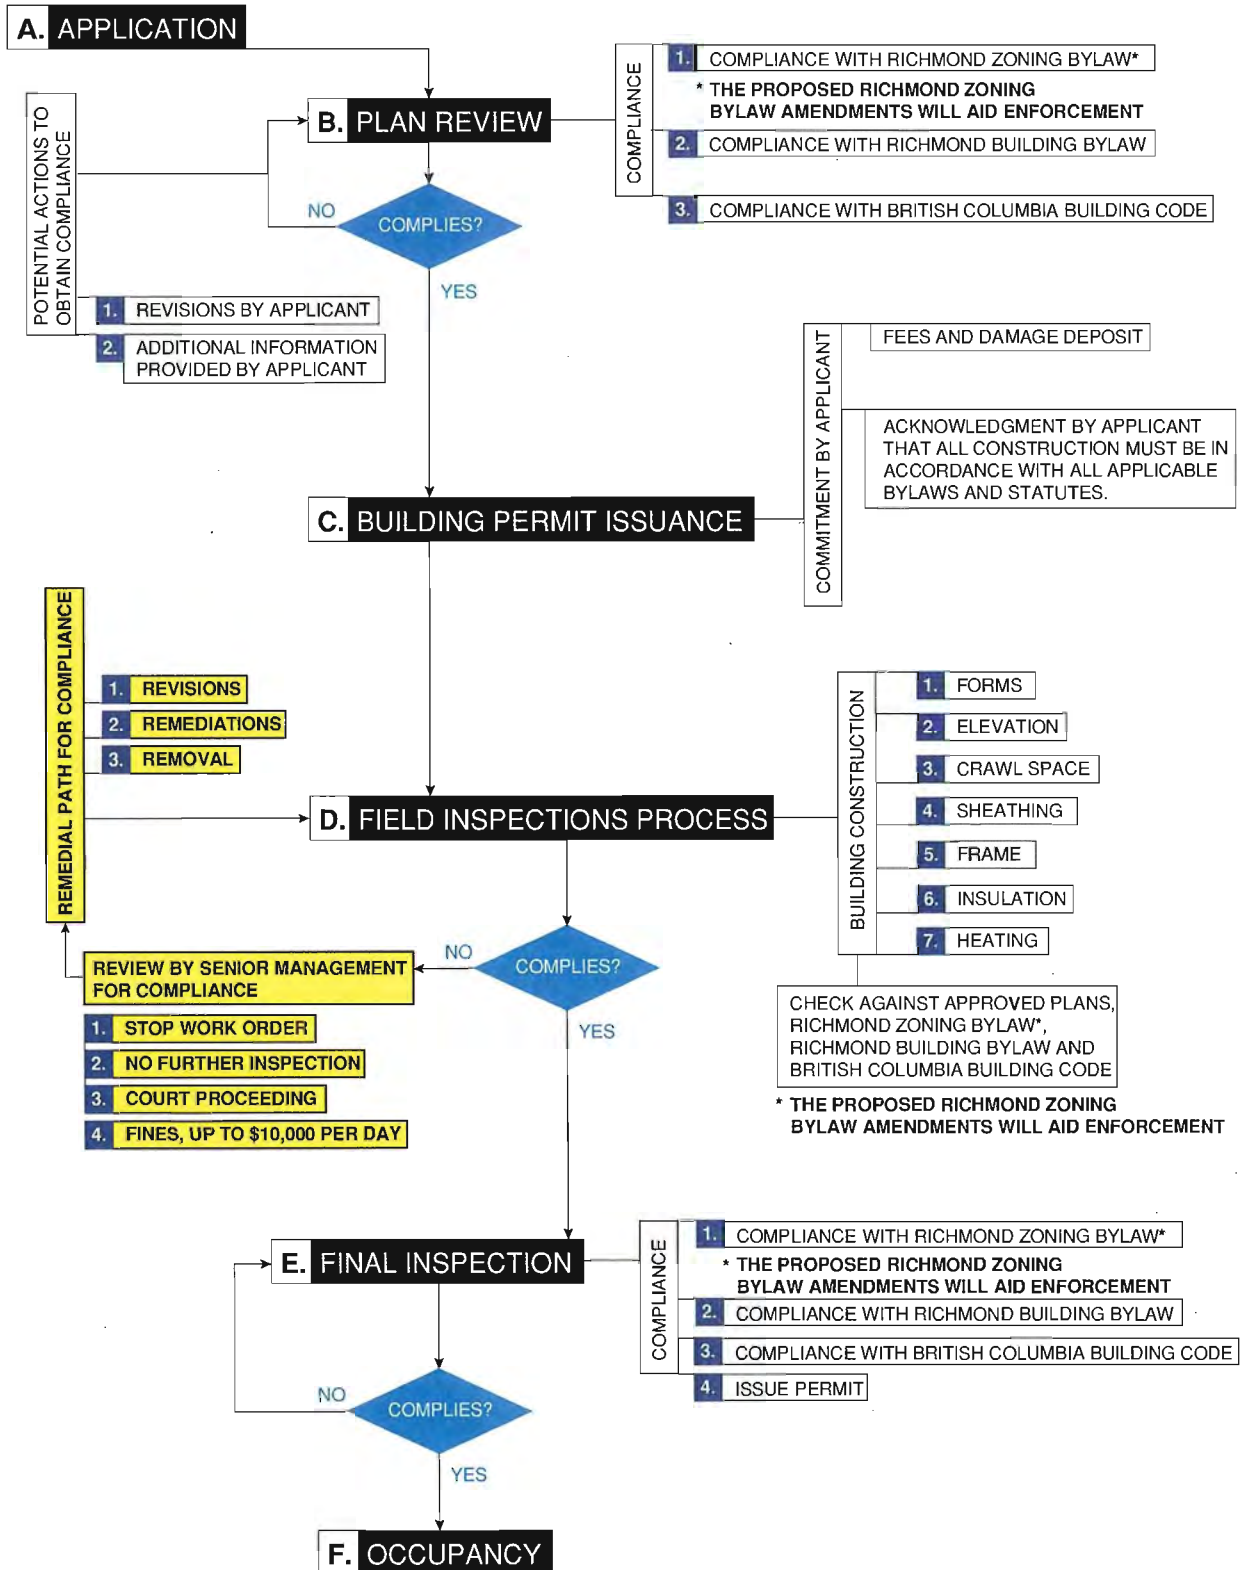 A. APPLICATION
B. PLAN REVIEW
COMPLIANCE
1. COMPLIANCE WITH RICHMOND ZONING BYLAW*
* THE PROPOSED RICHMOND ZONING
BYLAW AMENDMENTS WILL AID ENFORCEMENT
2. COMPLIANCE WITH RICHMOND BUILDING BYLAW
3. COMPLIANCE WITH BRITISH COLUMBIA BUILDING CODE
POTENTIAL ACTIONS TO
OBTAIN COMPLIANCE
NO
COMPLIES?
YES
1. REVISIONS BY APPLICANT
2. ADDITIONAL INFORMATION
PROVIDED BY APPLICANT
COMMITMENT BY APPLICANT
FEES AND DAMAGE DEPOSIT
ACKNOWLEDGMENT BY APPLICANT
THAT ALL CONSTRUCTION MUST BE IN
ACCORDANCE WITH ALL APPLICABLE
BYLAWS AND STATUTES.
C. BUILDING PERMIT ISSUANCE
REMEDIAL PATH FOR COMPLIANCE
1. REVISIONS
2. REMEDIATIONS
3. REMOVAL
D. FIELD INSPECTIONS PROCESS
BUILDING CONSTRUCTION
1. FORMS
2. ELEVATION
3. CRAWL SPACE
4. SHEATHING
5. FRAME
6. INSULATION
7. HEATING
NO
COMPLIES?
YES
REVIEW BY SENIOR MANAGEMENT
FOR COMPLIANCE
1. STOP WORK ORDER
2. NO FURTHER INSPECTION
3. COURT PROCEEDING
4. FINES, UP TO $10,000 PER DAY
CHECK AGAINST APPROVED PLANS,
RICHMOND ZONING BYLAW*,
RICHMOND BUILDING BYLAW AND
BRITISH COLUMBIA BUILDING CODE
* THE PROPOSED RICHMOND ZONING
BYLAW AMENDMENTS WILL AID ENFORCEMENT
E. FINAL INSPECTION
COMPLIANCE
1. COMPLIANCE WITH RICHMOND ZONING BYLAW*
* THE PROPOSED RICHMOND ZONING
BYLAW AMENDMENTS WILL AID ENFORCEMENT
2. COMPLIANCE WITH RICHMOND BUILDING BYLAW
3. COMPLIANCE WITH BRITISH COLUMBIA BUILDING CODE
4. ISSUE PERMIT
NO
COMPLIES?
YES
F. OCCUPANCY